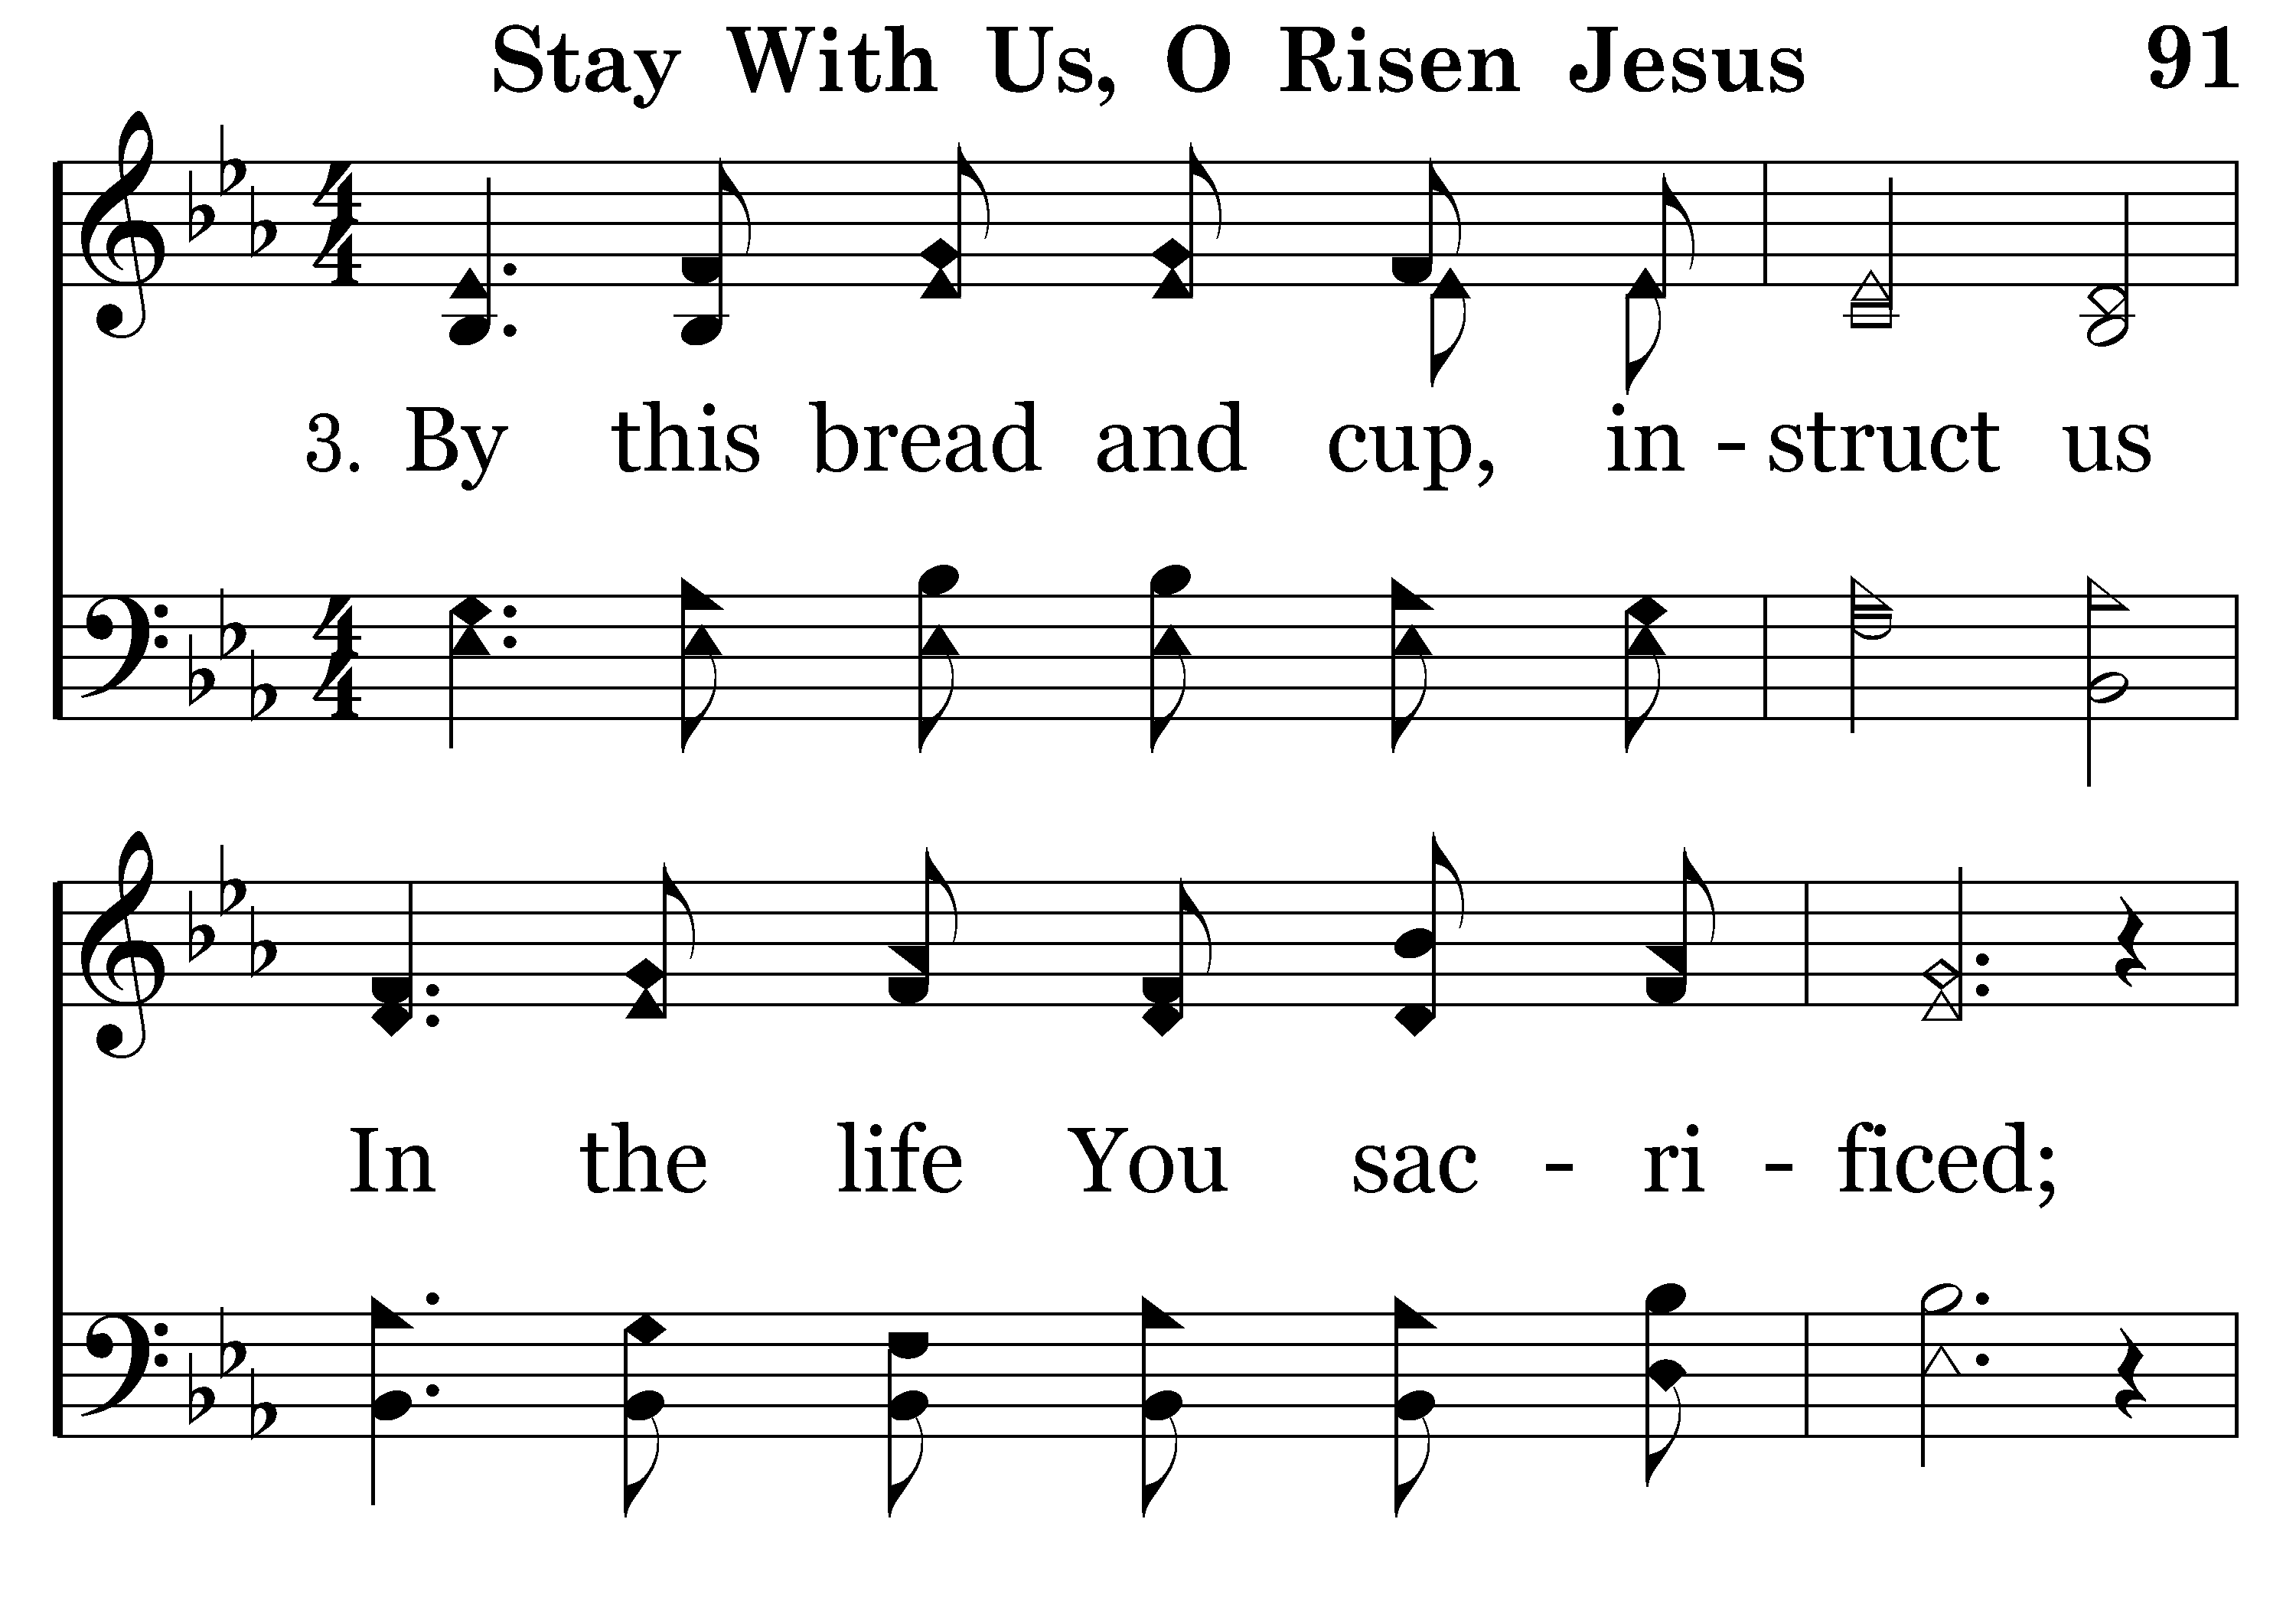 Stay With Us, O Risen Jesus 91
3. By this bread and cup, in - struct us
In the life You sac - ri - ficed;